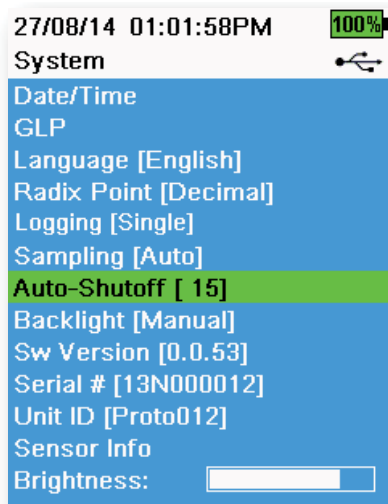 27/08/14 01:01:58PM 100%
System
Date/Time
GLP
Language [English]
Radix Point [Decimal]
Logging [Single]
Sampling [Auto]
Auto-Shutoff [ 15]
Backlight [Manual]
Sw Version [0.0.53]
Serial # [13N000012]
Unit ID [Proto012]
Sensor Info
Brightness: